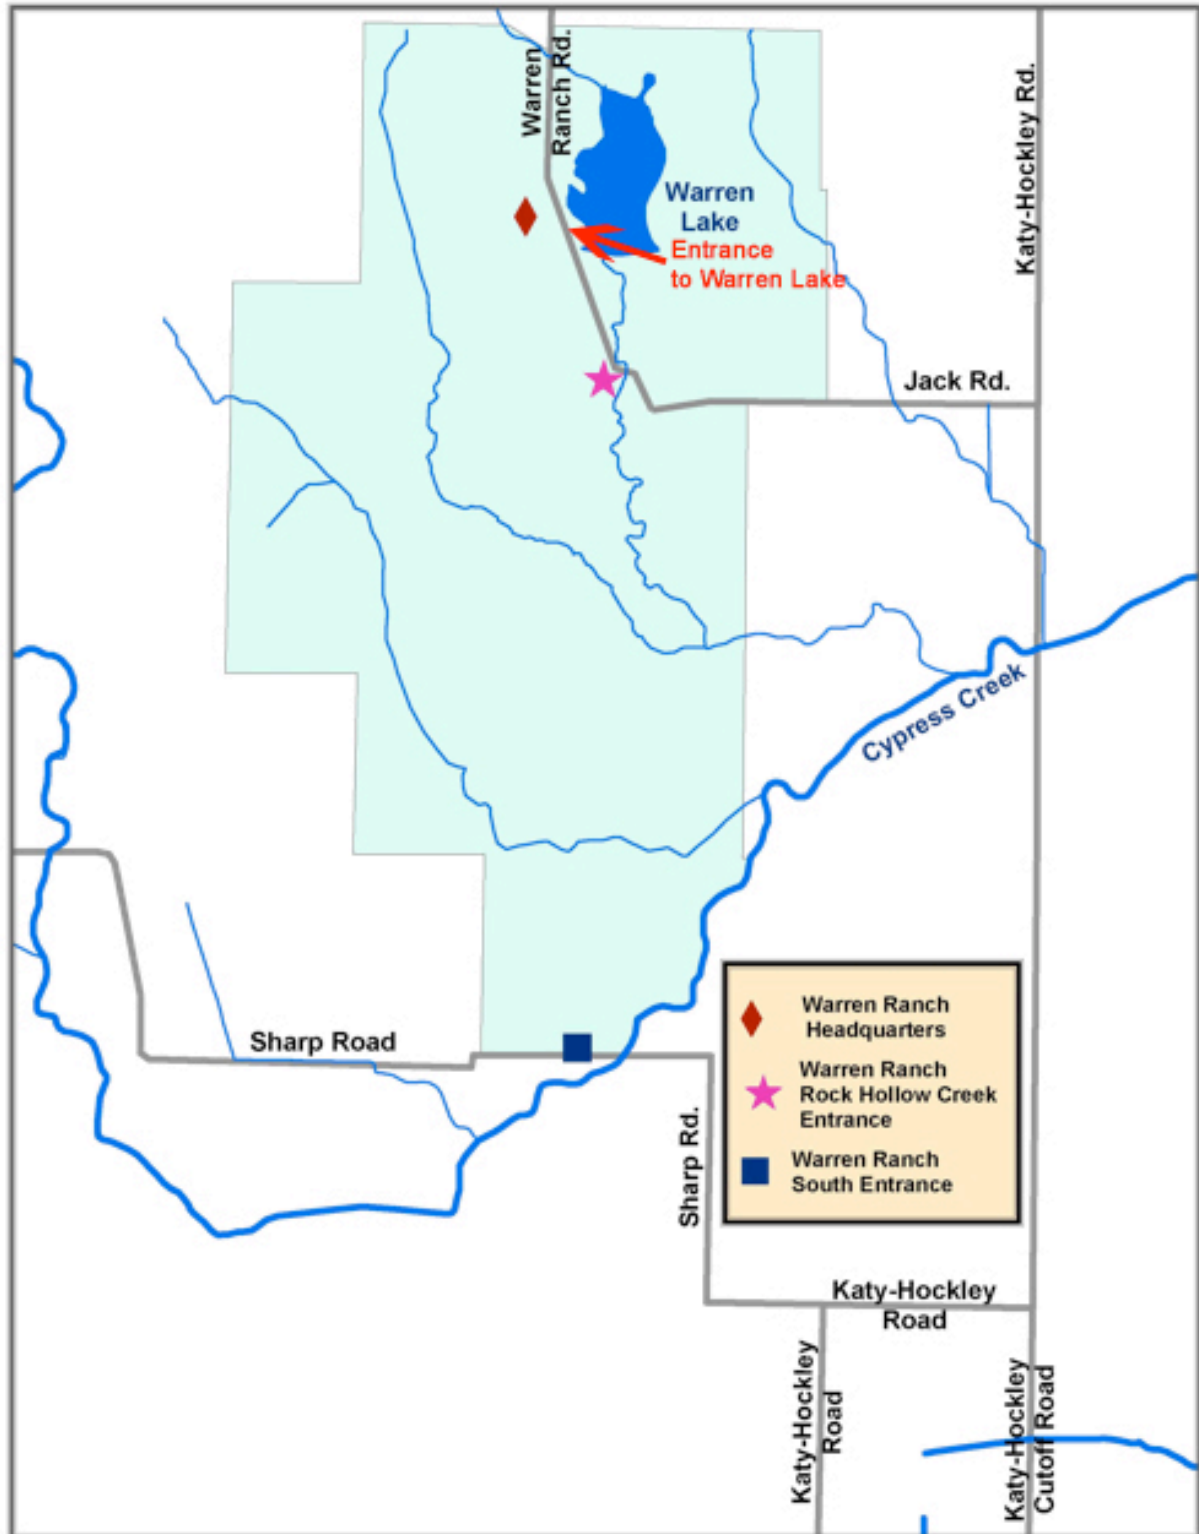 Warren
Ranch Rd.
Katy-Hockley Rd.
Warren
Lake
Entrance
to Warren Lake
Jack Rd.
Cypress Creek
Warren Ranch
Headquarters
Warren Ranch
Rock Hollow Creek
Entrance
Warren Ranch
South Entrance
Sharp Road
Sharp Rd.
Katy-Hockley
Road
Katy-Hockley
Road
Katy-Hockley
Cutoff Road